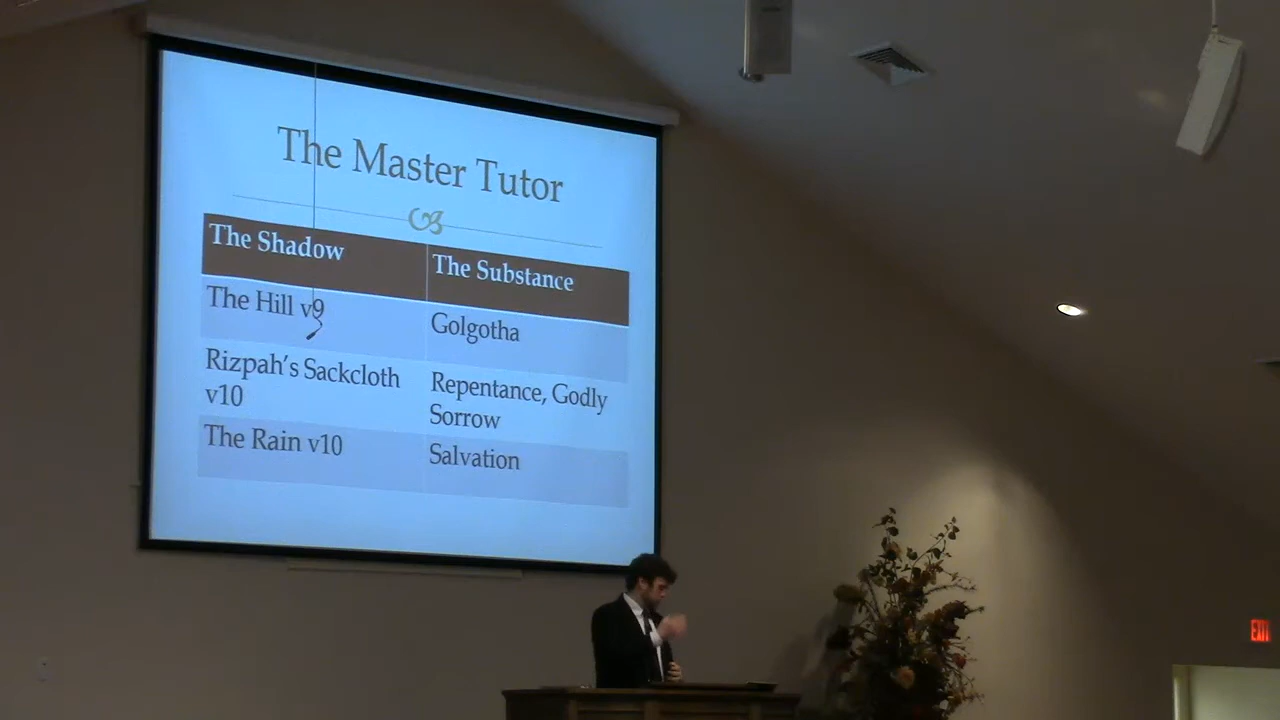 The Master Tutor
The Shadow
The Substance
The Hill v9
Golgotha
Rizpah's Sackcloth
v10
Repentance, Godly
Sorrow
The Rain v10
Salvation
EXIT